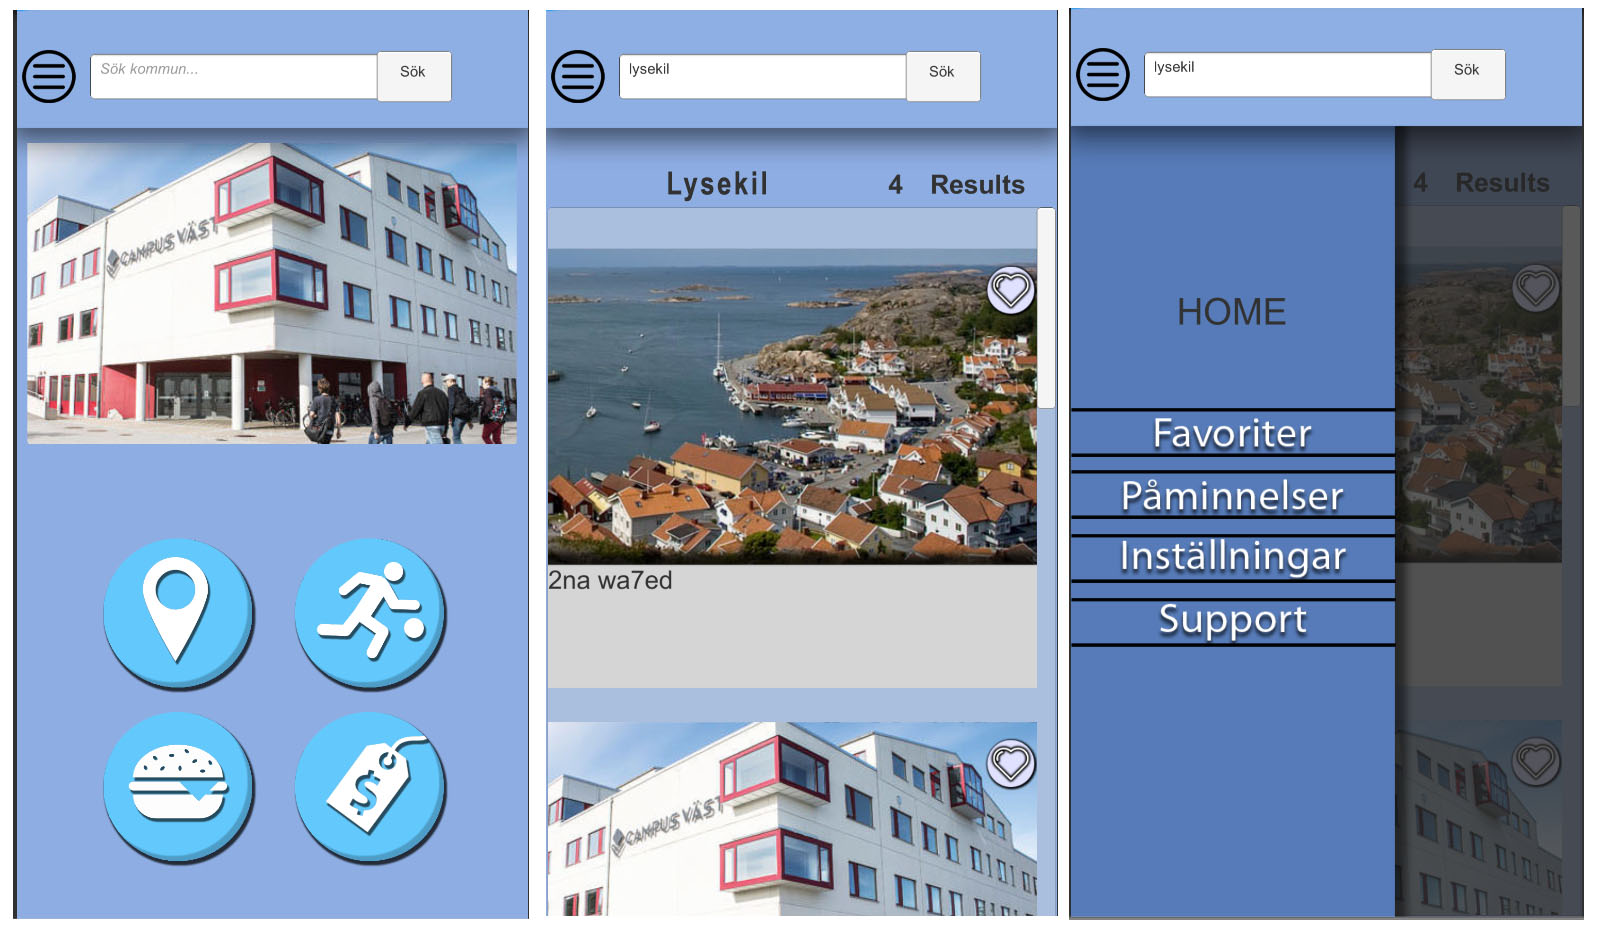 Sök kommun...
Sök
CAMPUS VÄST
lysekil
Sök
Lysekil
4 Results
2na wa7ed
CAMPUS VÄST
lysekil
Sök
4 Results
HOME
Favoriter
Påminnelser
Inställningar
Support